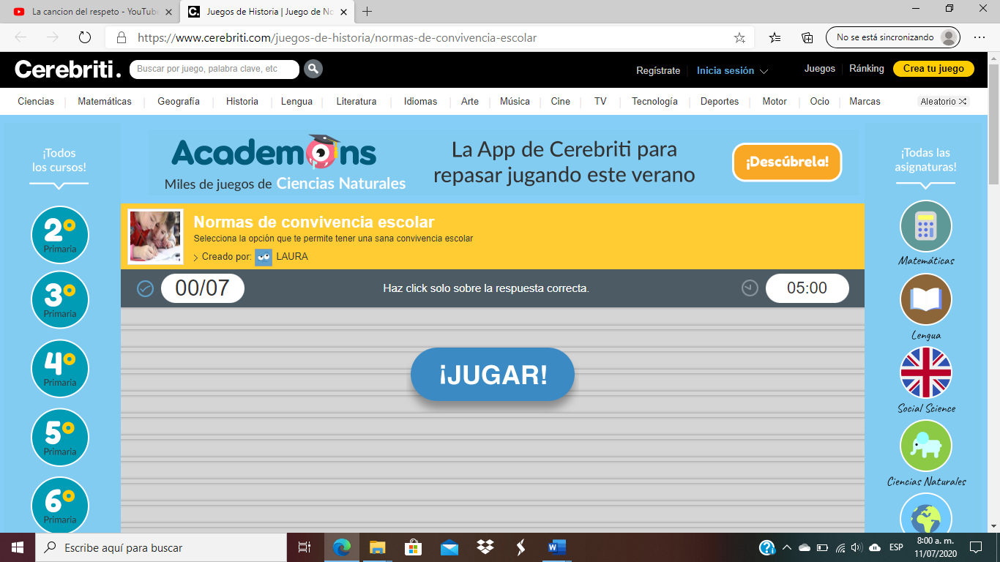 La cancion del respeto - YouTube
Juegos de Historia | Juego de No
https://www.cerebriti.com/juegos-de-historia/normas-de-convivencia-escolar
No se está sincronizando
Cerebriti.
Buscar por juego, palabra clave, etc
Regístrate
Inicia sesión
Juegos
Ránking
Crea tu juego
Ciencias
Matemáticas
Geografía
Historia
Lengua
Literatura
Idiomas
Arte
Música
Cine
TV
Tecnología
Deportes
Motor
Ocio
Marcas
Aleatorio
¡Todos
los cursos!
2º
Primaria
3º
Primaria
4º
Primaria
5º
Primaria
6º
Primaria
Academons
Miles de juegos de Ciencias Naturales
La App de Cerebriti para
repasar jugando este verano
¡Descúbrela!
Normas de convivencia escolar
Selecciona la opción que te permite tener una sana convivencia escolar
> Creado por: LAURA
00/07
Haz click solo sobre la respuesta correcta.
05:00
¡JUGAR!
¡Todas las
asignaturas!
Matemáticas
Lengua
Social Science
Ciencias Naturales
Escribe aquí para buscar
ESP
8:00 a. m.
11/07/2020